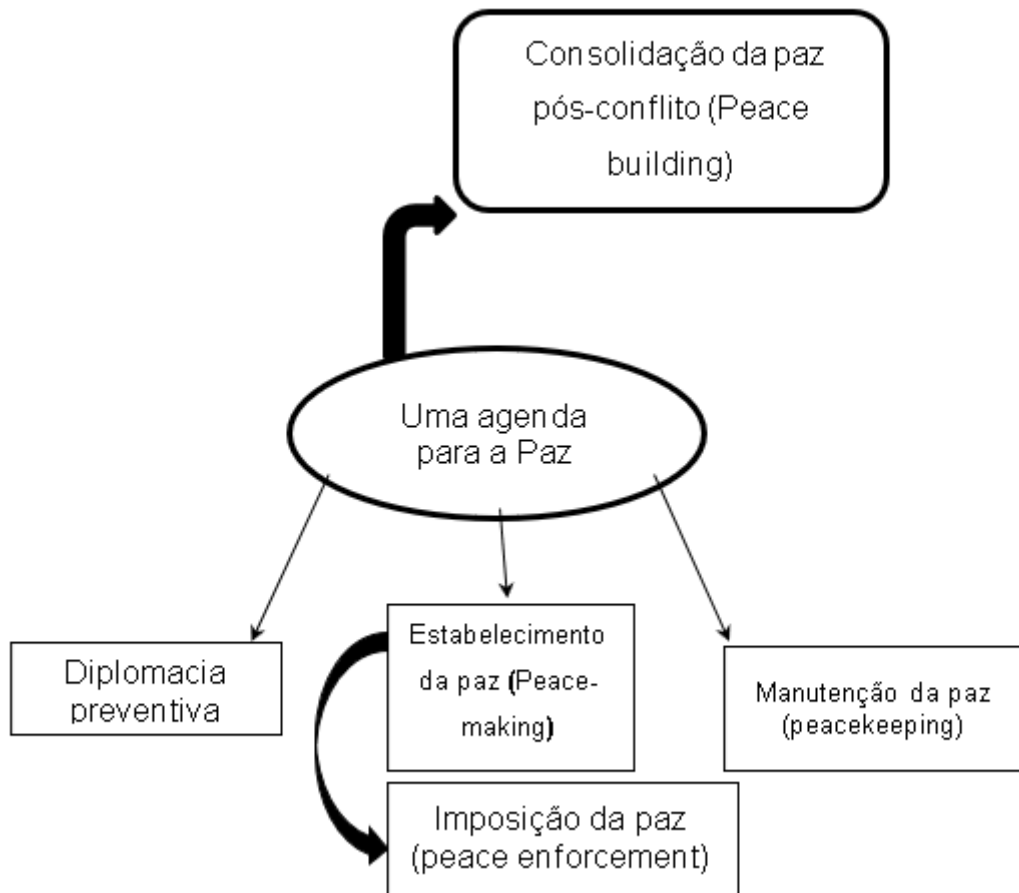 Consolidação da paz
pós-conflito (Peace
building)
Uma agenda
para a Paz
Diplomacia
preventiva
Estabelecimento
da paz (Peace-
making)
Manutenção da paz
(peacekeeping)
Imposição da paz
(peace enforcement)